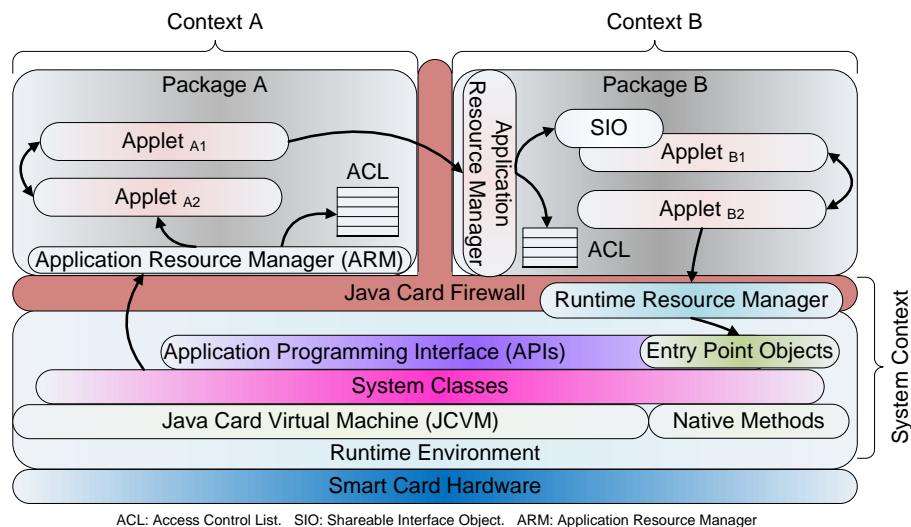 Context A
Context B
Package A
Package B
Applet A1
Applet A2
ACL
Application Resource Manager (ARM)
Application
Resource Manager
SIO
Applet B1
Applet B2
ACL
Java Card Firewall
Runtime Resource Manager
Application Programming Interface (APIs)
Entry Point Objects
System Classes
Java Card Virtual Machine (JCVM)
Native Methods
Runtime Environment
Smart Card Hardware
System Context
ACL: Access Control List. SIO: Shareable Interface Object. ARM: Application Resource Manager